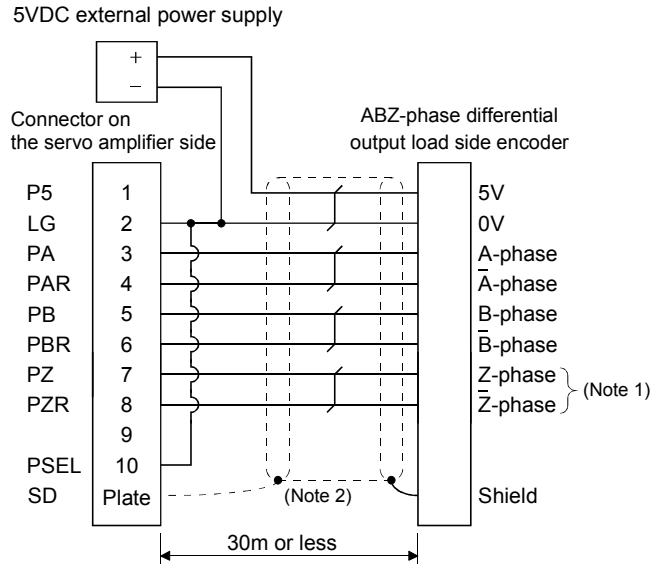 5VDC external power supply
+
−
Connector on
the servo amplifier side
ABZ-phase differential
output load side encoder
P5 1 5V
LG 2 0V
PA 3 A-phase
PAR 4 A̅-phase
PB 5 B-phase
PBR 6 B̅-phase
PZ 7 Z-phase
PZR 8 Z̅-phase
(Note 1)
9
PSEL 10
SD Plate (Note 2) Shield
30m or less